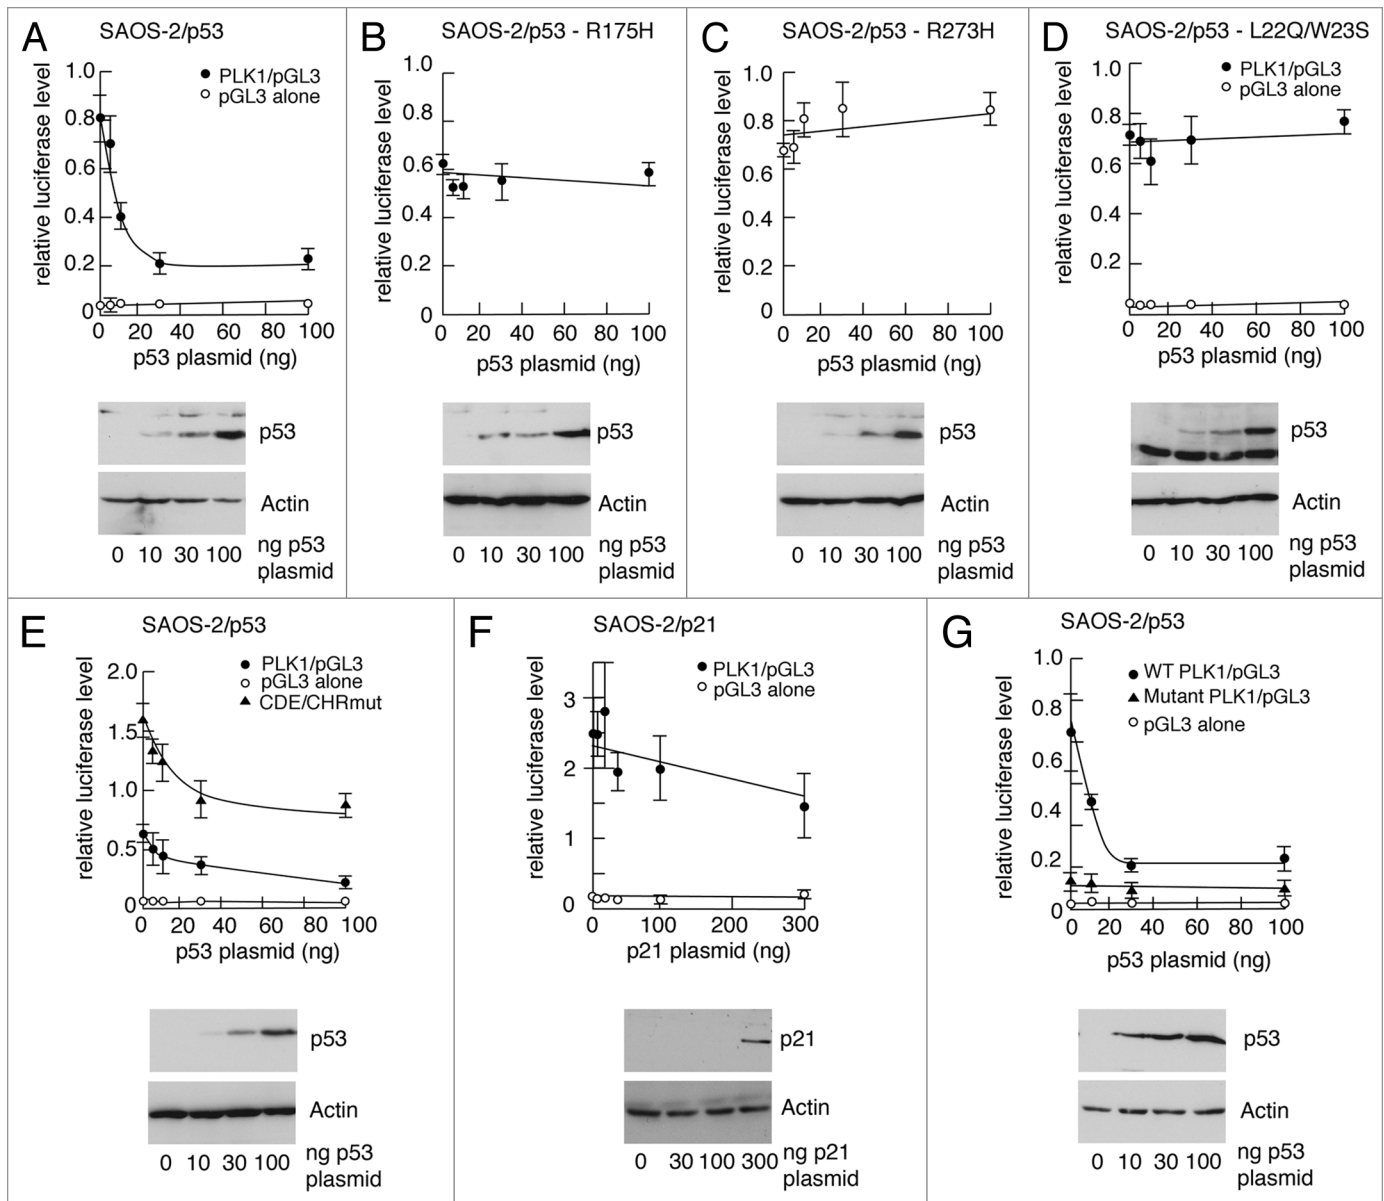 A
SAOS-2/p53
PLK1/pGL3
pGL3 alone
relative luciferase level
1.0
0.8
0.6
0.4
0.2
0
0 20 40 60 80 100
p53 plasmid (ng)
p53
Actin
0 10 30 100
ng p53
plasmid
B
SAOS-2/p53 - R175H
relative luciferase level
1.0
0.8
0.6
0.4
0.2
0
0 20 40 60 80 100
p53 plasmid (ng)
p53
Actin
0 10 30 100
ng p53
plasmid
C
SAOS-2/p53 - R273H
relative luciferase level
1.0
0.8
0.6
0.4
0.2
0
0 20 40 60 80 100
p53 plasmid (ng)
p53
Actin
0 10 30 100
ng p53
plasmid
D
SAOS-2/p53 - L22Q/W23S
PLK1/pGL3
pGL3 alone
relative luciferase level
1.0
0.8
0.6
0.4
0.2
0
0 20 40 60 80 100
p53 plasmid (ng)
p53
Actin
0 10 30 100
ng p53
plasmid
E
SAOS-2/p53
PLK1/pGL3
pGL3 alone
CDE/CHRmut
relative luciferase level
2.0
1.5
1.0
0.5
0
0 20 40 60 80 100
p53 plasmid (ng)
p53
Actin
0 10 30 100
ng p53
plasmid
F
SAOS-2/p21
PLK1/pGL3
pGL3 alone
relative luciferase level
3
2
1
0
0 100 200 300
p21 plasmid (ng)
p21
Actin
0 30 100 300
ng p21
plasmid
G
SAOS-2/p53
WT PLK1/pGL3
Mutant PLK1/pGL3
pGL3 alone
relative luciferase level
1.0
0.8
0.6
0.4
0.2
0
0 20 40 60 80 100
p53 plasmid (ng)
p53
Actin
0 10 30 100
ng p53
plasmid